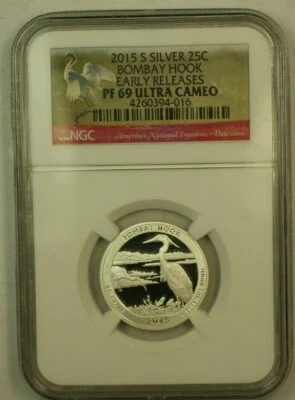 2015 S SILVER 25C
BOMBAY HOOK
EARLY RELEASES
PF 69 ULTRA CAMEO
4260394-016
NGC
America's National Treasures - Delaware
BOMBAY HOOK
2015